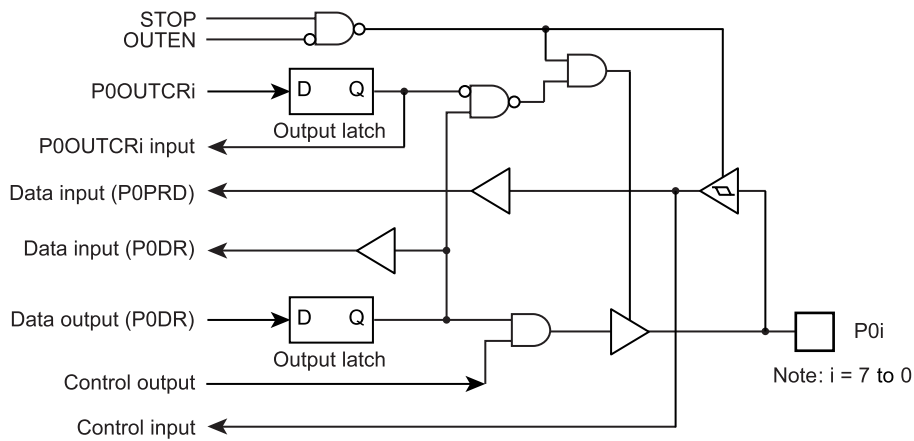 STOP
OUTEN
P0OUTCRi
D Q
Output latch
P0OUTCRi input
Data input (P0PRD)
Data input (P0DR)
Data output (P0DR)
D Q
Output latch
P0i
Note: i = 7 to 0
Control output
Control input